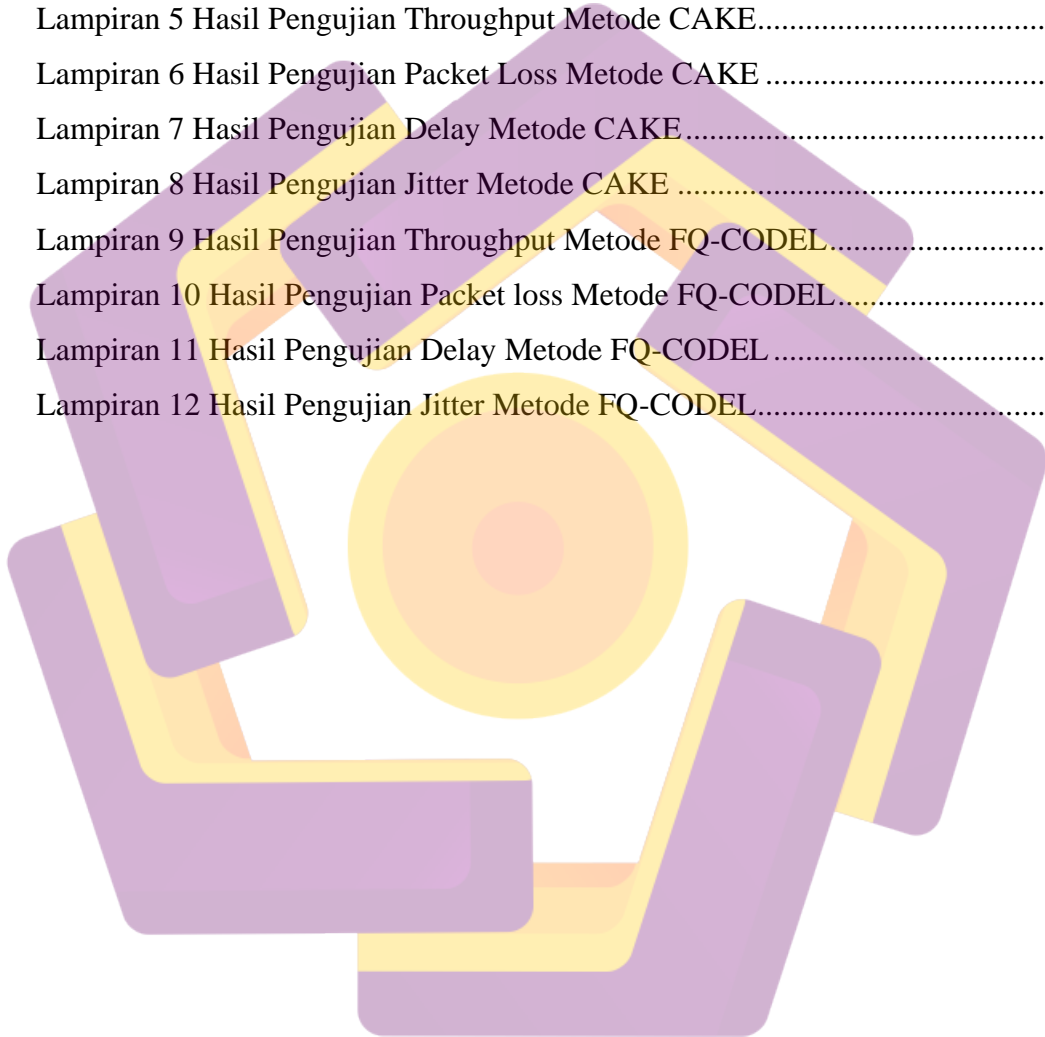 Lampiran 5 Hasil Pengujian Throughput Metode CAKE....................................
Lampiran 6 Hasil Pengujian Packet Loss Metode CAKE ...................................
Lampiran 7 Hasil Pengujian Delay Metode CAKE.............................................
Lampiran 8 Hasil Pengujian Jitter Metode CAKE ..............................................
Lampiran 9 Hasil Pengujian Throughput Metode FQ-CODEL...........................
Lampiran 10 Hasil Pengujian Packet loss Metode FQ-CODEL..........................
Lampiran 11 Hasil Pengujian Delay Metode FQ-CODEL ..................................
Lampiran 12 Hasil Pengujian Jitter Metode FQ-CODEL....................................